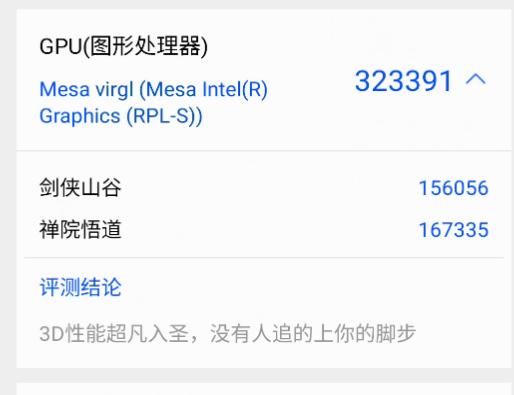 GPU(图形处理器)
Mesa virgl (Mesa Intel(R)
Graphics (RPL-S))
323391
剑侠山谷 156056
禅院悟道 167335
评测结论
3D性能超凡入圣，没有人追的上你的脚步